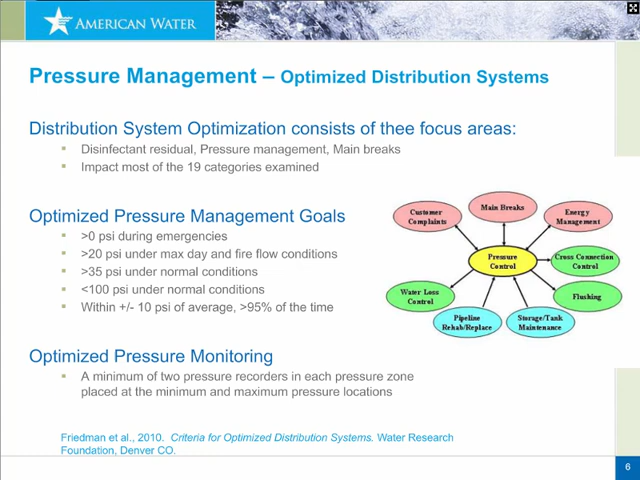 AMERICAN WATER
Pressure Management – Optimized Distribution Systems
Distribution System Optimization consists of thee focus areas:
Disinfectant residual, Pressure management, Main breaks
Impact most of the 19 categories examined
Optimized Pressure Management Goals
>0 psi during emergencies
>20 psi under max day and fire flow conditions
>35 psi under normal conditions
<100 psi under normal conditions
Within +/- 10 psi of average, >95% of the time
Customer
Complaints
Main Breaks
Energy
Management
Pressure
Control
Cross Connection
Control
Water Loss
Control
Flushing
Pipeline
Rehab/Replace
Storage/Tank
Maintenance
Optimized Pressure Monitoring
A minimum of two pressure recorders in each pressure zone
placed at the minimum and maximum pressure locations
Friedman et al., 2010. Criteria for Optimized Distribution Systems. Water Research
Foundation, Denver CO.
6